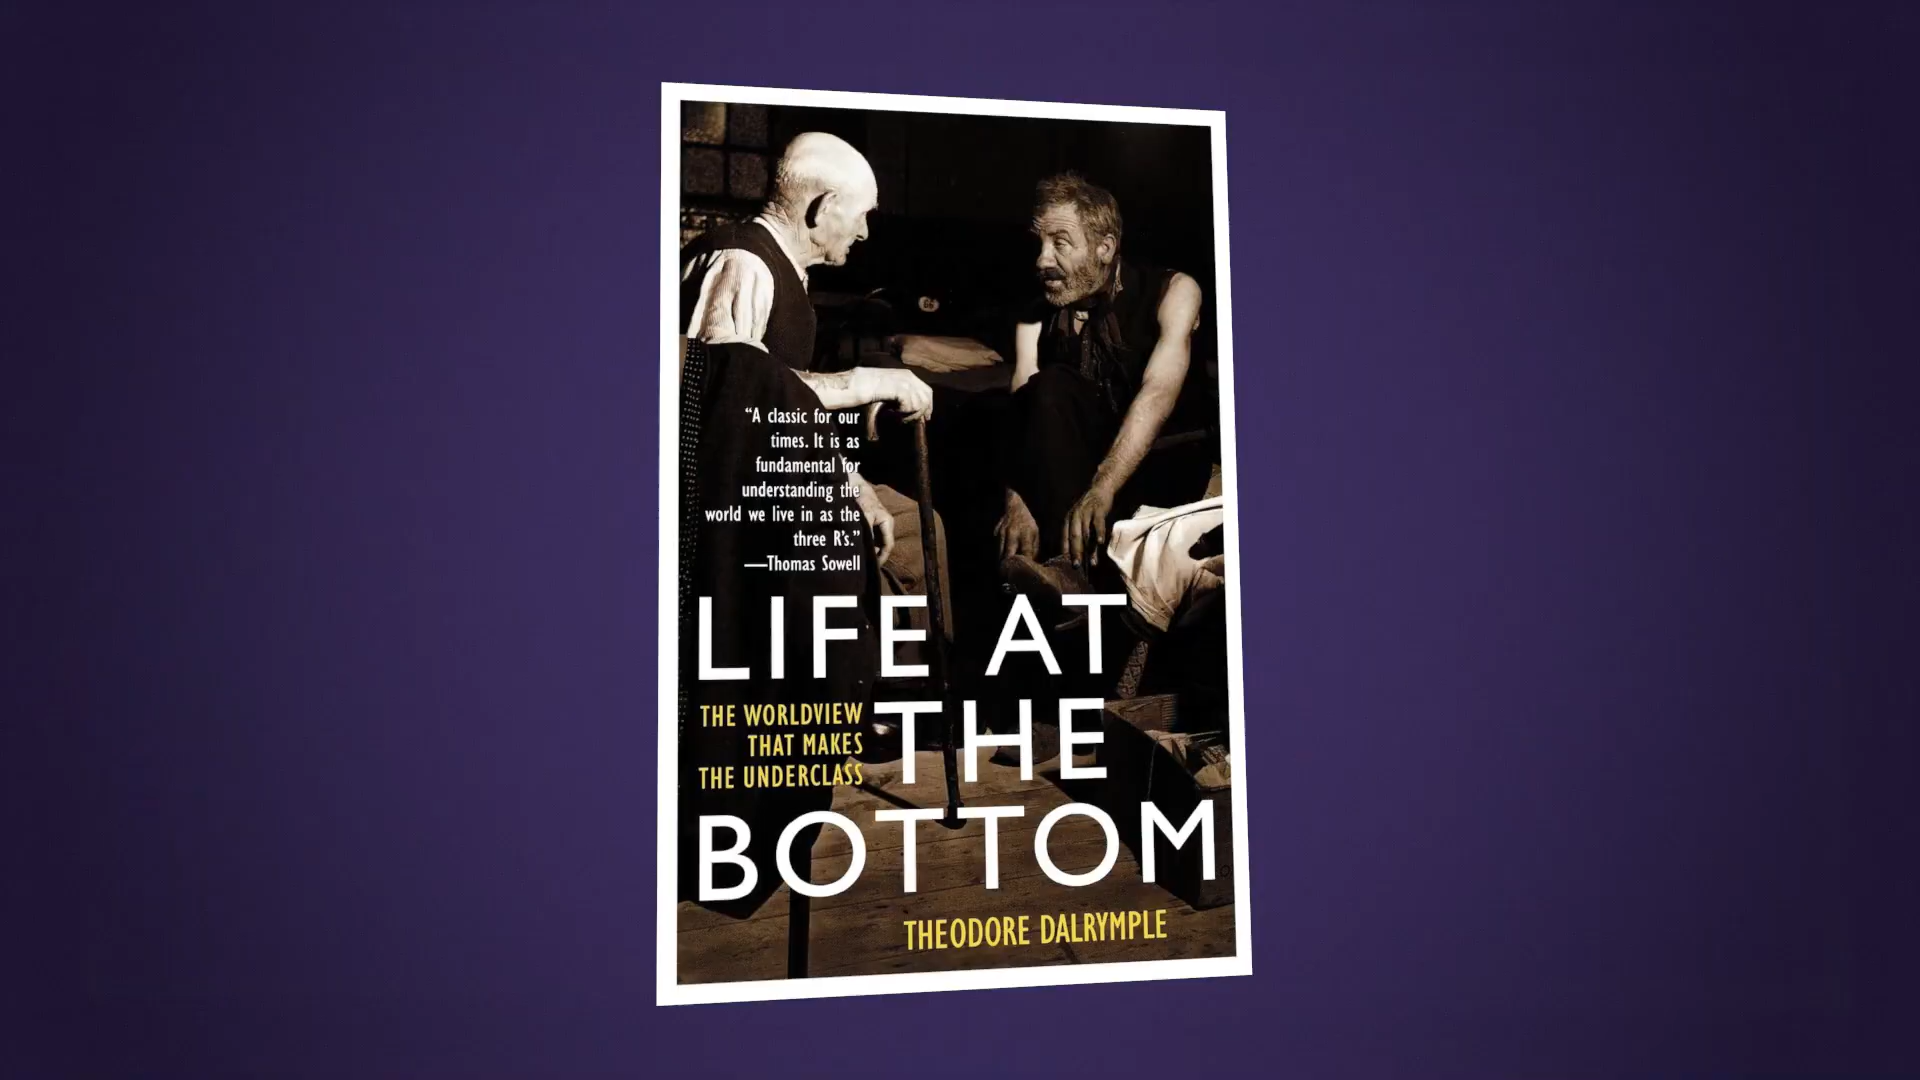 “A classic for our
times. It is as
fundamental for
understanding the
world we live in as the
three R’s.”
—Thomas Sowell
LIFE AT
THE WORLDVIEW
THAT MAKES
THE UNDERCLASS
THE
BOTTOM
THEODORE DALRYMPLE